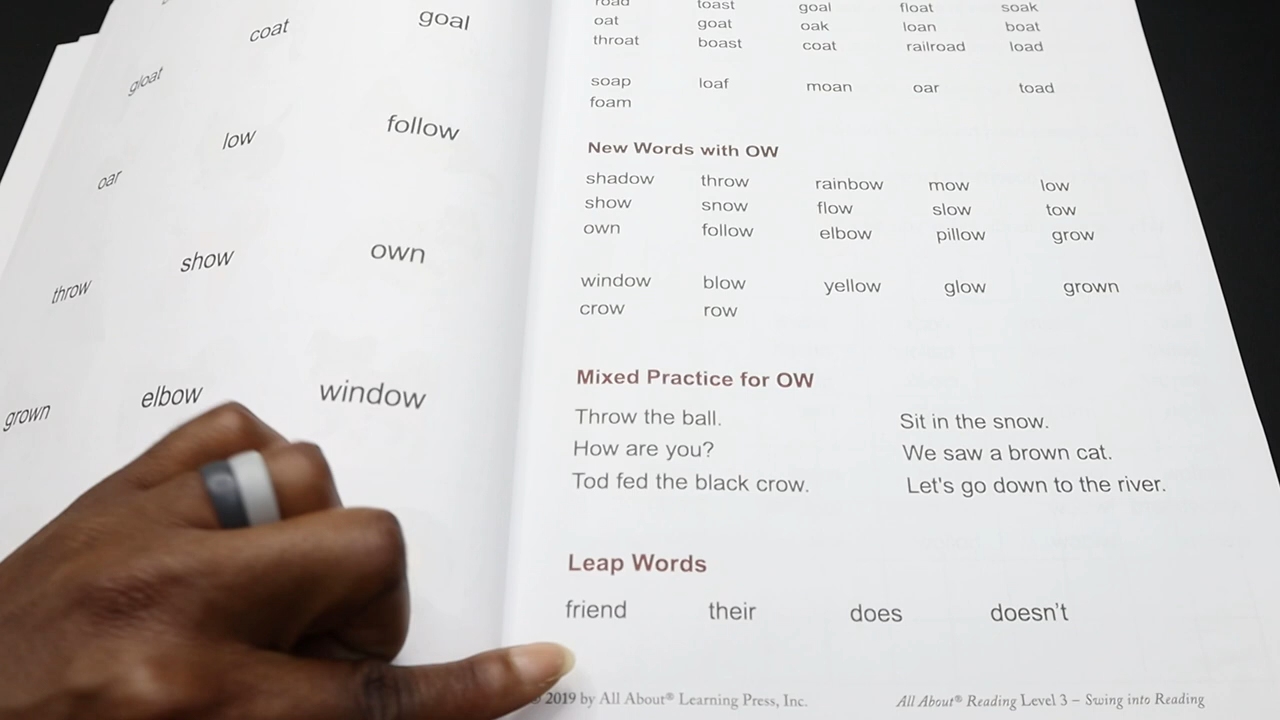 coat goal
gloat
low follow
oar
show own
throw
grown elbow window
road toast goal float soak
oat goat oak loan boat
throat boast coat railroad load
soap loaf moan oar toad
foam
New Words with OW
shadow throw rainbow mow low
show snow flow slow tow
own follow elbow pillow grow
window blow yellow glow grown
crow row
Mixed Practice for OW
Throw the ball. Sit in the snow.
How are you? We saw a brown cat.
Tod fed the black crow. Let's go down to the river.
Leap Words
friend their does doesn't
© 2019 by All About® Learning Press, Inc. All About® Reading Level 3 – Swing into Reading